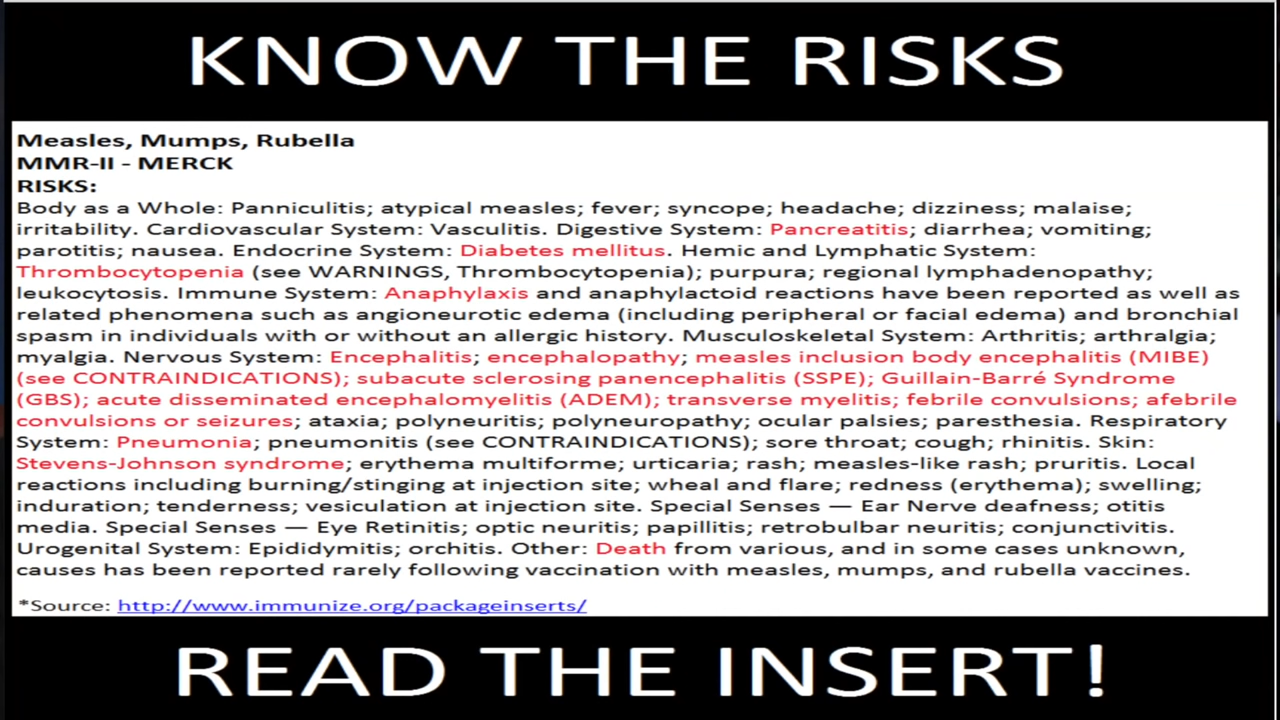 KNOW THE RISKS
Measles, Mumps, Rubella
MMR-II - MERCK
RISKS:
Body as a Whole: Panniculitis; atypical measles; fever; syncope; headache; dizziness; malaise;
irritability. Cardiovascular System: Vasculitis. Digestive System: Pancreatitis; diarrhea; vomiting;
parotitis; nausea. Endocrine System: Diabetes mellitus. Hemic and Lymphatic System:
Thrombocytopenia (see WARNINGS, Thrombocytopenia); purpura; regional lymphadenopathy;
leukocytosis. Immune System: Anaphylaxis and anaphylactoid reactions have been reported as well as
related phenomena such as angioneurotic edema (including peripheral or facial edema) and bronchial
spasm in individuals with or without an allergic history. Musculoskeletal System: Arthritis; arthralgia;
myalgia. Nervous System: Encephalitis; encephalopathy; measles inclusion body encephalitis (MIBE)
(see CONTRAINDICATIONS); subacute sclerosing panencephalitis (SSPE); Guillain-Barré Syndrome
(GBS); acute disseminated encephalomyelitis (ADEM); transverse myelitis; febrile convulsions; afebrile
convulsions or seizures; ataxia; polyneuritis; polyneuropathy; ocular palsies; paresthesia. Respiratory
System: Pneumonia; pneumonitis (see CONTRAINDICATIONS); sore throat; cough; rhinitis. Skin:
Stevens-Johnson syndrome; erythema multiforme; urticaria; rash; measles-like rash; pruritis. Local
reactions including burning/stinging at injection site; wheal and flare; redness (erythema); swelling;
induration; tenderness; vesiculation at injection site. Special Senses — Ear Nerve deafness; otitis
media. Special Senses — Eye Retinitis; optic neuritis; papillitis; retrobulbar neuritis; conjunctivitis.
Urogenital System: Epididymitis; orchitis. Other: Death from various, and in some cases unknown,
causes has been reported rarely following vaccination with measles, mumps, and rubella vaccines.
*Source: http://www.immunize.org/packageinserts/
READ THE INSERT!